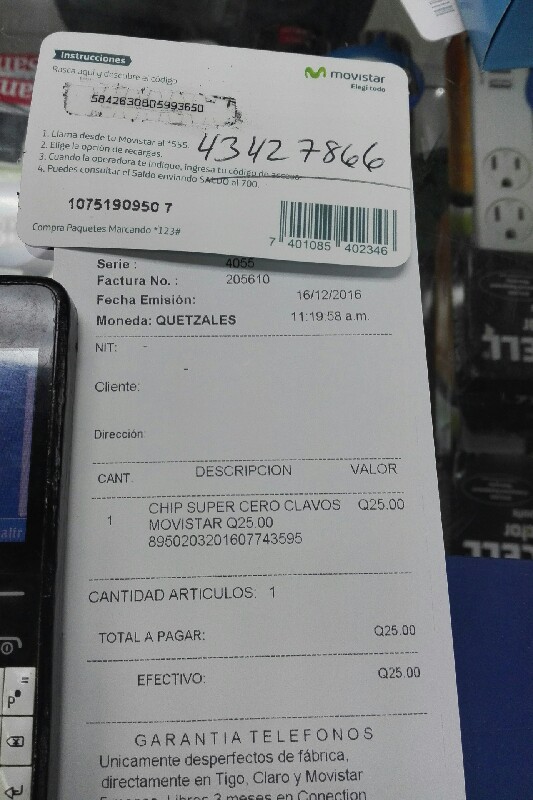 Instrucciones
Rasca aquí y descubre el código
movistar
Elegí todo
5842630805993650
1. Llama desde tu Movistar al *535.
2. Elige la opción de recargas.
3. Cuando la operadora te indique, ingresa tu código de acceso.
4. Puedes consultar el Saldo enviando SALDO al 700.
43427866
1075190950 7
Compra Paquetes Marcando *123#
7 401085 402346
Serie : 4055
Factura No. : 205610
Fecha Emisión: 16/12/2016
Moneda: QUETZALES 11:19:58 a.m.
NIT: -
-
Cliente:
Dirección:
CANT. DESCRIPCION VALOR
1 CHIP SUPER CERO CLAVOS Q25.00
MOVISTAR Q25.00
8950203201607743595
CANTIDAD ARTICULOS: 1
TOTAL A PAGAR: Q25.00
EFECTIVO: Q25.00
GARANTIA TELEFONOS
Unicamente desperfectos de fábrica,
directamente en Tigo, Claro y Movistar
3 meses en Conection